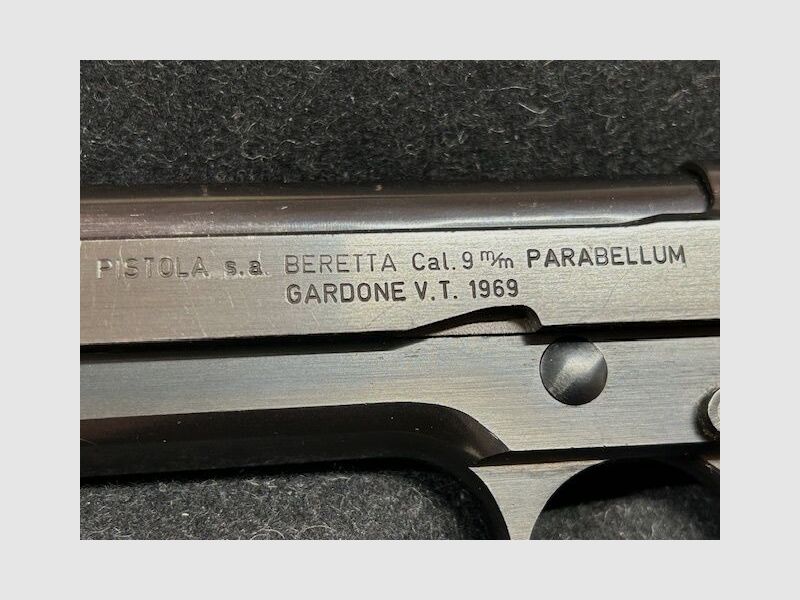 PISTOLA s.a. BERETTA Cal. 9 m/m PARABELLUM
GARDONE V.T. 1969